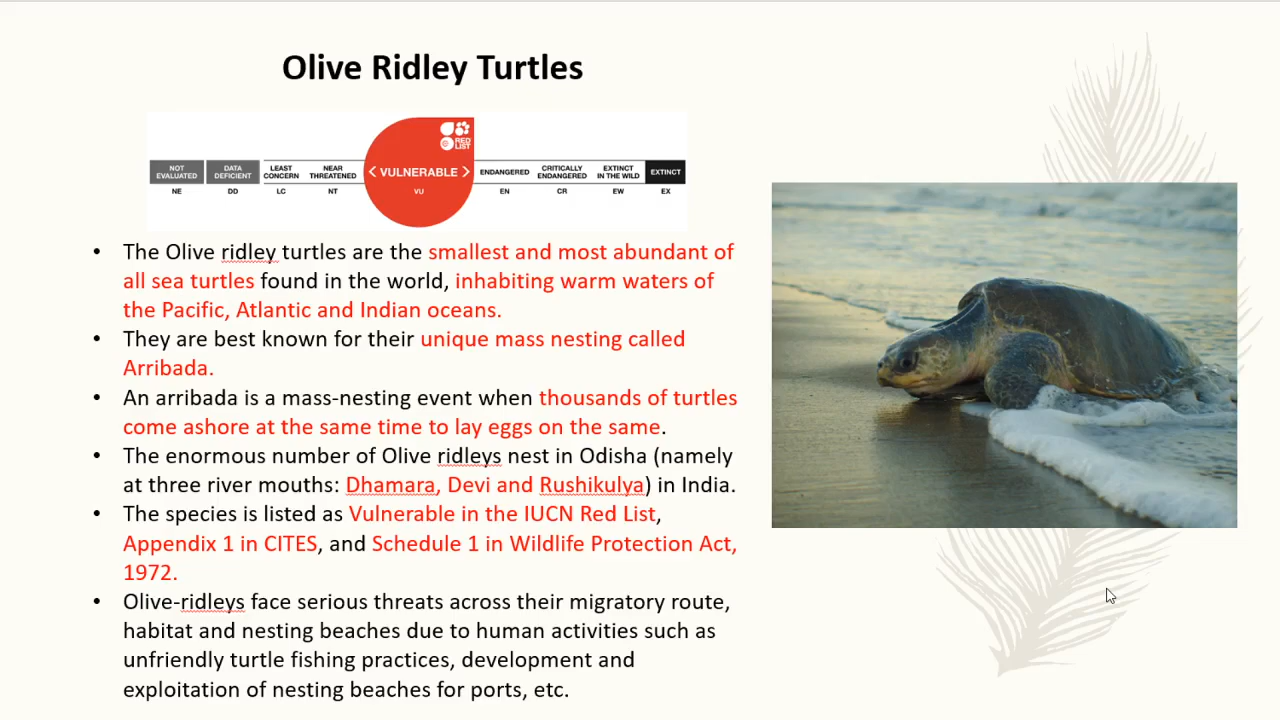 Olive Ridley Turtles
RED
LIST
NOT
EVALUATED
DATA
DEFICIENT
LEAST
CONCERN
NEAR
THREATENED
< VULNERABLE >
ENDANGERED
CRITICALLY
ENDANGERED
EXTINCT
IN THE WILD
EXTINCT
NE DD LC NT VU EN CR EW EX
• The Olive ridley turtles are the smallest and most abundant of
all sea turtles found in the world, inhabiting warm waters of
the Pacific, Atlantic and Indian oceans.
• They are best known for their unique mass nesting called
Arribada.
• An arribada is a mass-nesting event when thousands of turtles
come ashore at the same time to lay eggs on the same.
• The enormous number of Olive ridleys nest in Odisha (namely
at three river mouths: Dhamara, Devi and Rushikulya) in India.
• The species is listed as Vulnerable in the IUCN Red List,
Appendix 1 in CITES, and Schedule 1 in Wildlife Protection Act,
1972.
• Olive-ridleys face serious threats across their migratory route,
habitat and nesting beaches due to human activities such as
unfriendly turtle fishing practices, development and
exploitation of nesting beaches for ports, etc.